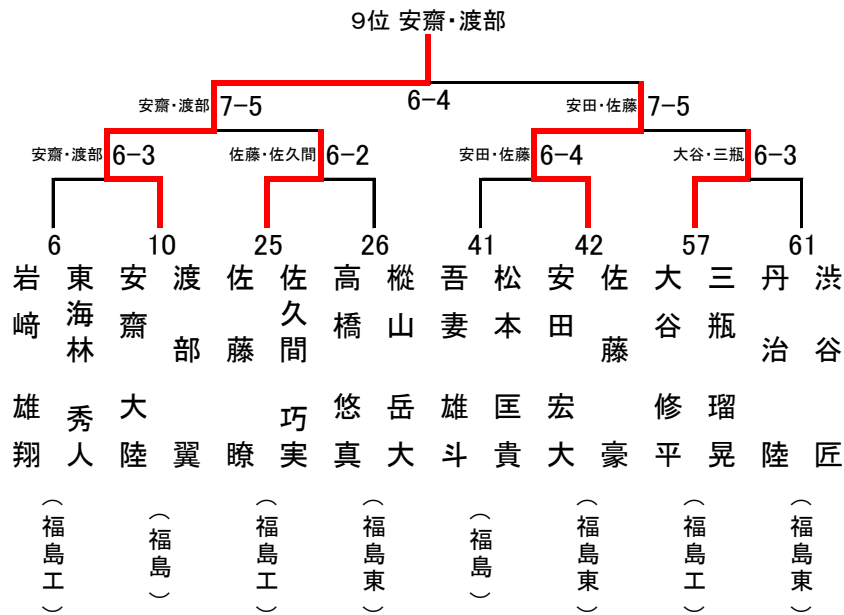 9位 安齋・渡部
6-4
安齋・渡部 7-5
安田・佐藤 7-5
安齋・渡部 6-3
佐藤・佐久間 6-2
安田・佐藤 6-4
大谷・三瓶 6-3
6
10
25
26
41
42
57
61
岩﨑 雄翔
東海林 秀人
安齋 大陸
渡部 翼
佐藤 瞭
佐久間 巧実
高橋 悠真
樅山 岳大
吾妻 雄斗
松本 匡貴
安田 宏大
佐藤 豪
大谷 修平
三瓶 瑠晃
丹治 陸
渋谷 匠
（福島工）
（福島）
（福島工）
（福島東）
（福島）
（福島東）
（福島工）
（福島東）